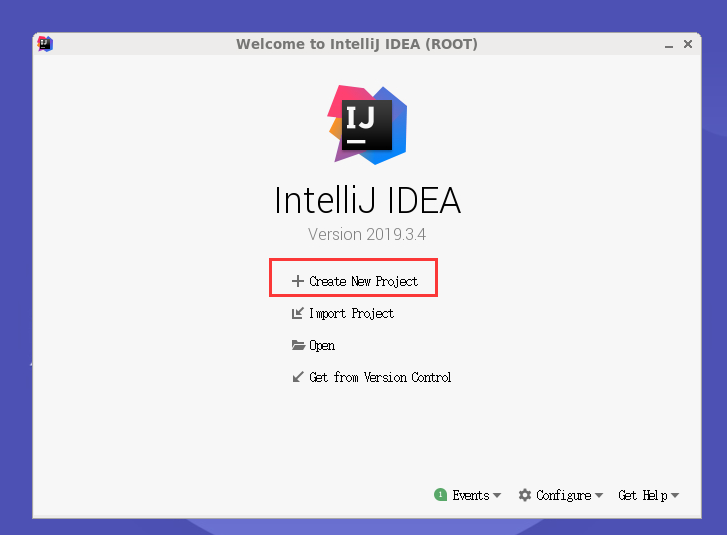 Welcome to IntelliJ IDEA (ROOT)
IJ
IntelliJ IDEA
Version 2019.3.4
Create New Project
Import Project
Open
Get from Version Control
1 Events Configure Get Help